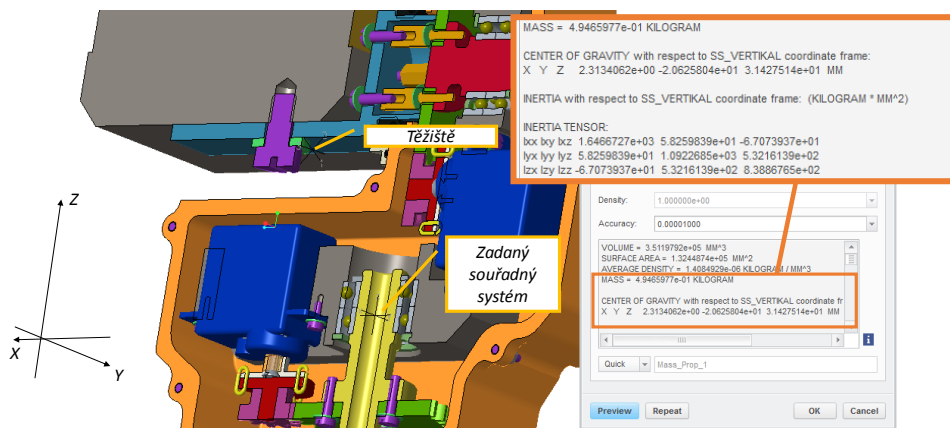 MASS = 4.9465977e-01 KILOGRAM
CENTER OF GRAVITY with respect to SS_VERTIKAL coordinate frame:
X Y Z 2.3134062e+00 -2.0625804e+01 3.1427514e+01 MM
INERTIA with respect to SS_VERTIKAL coordinate frame: (KILOGRAM * MM^2)
INERTIA TENSOR:
Ixx Ixy Ixz 1.6466727e+03 5.8259839e+01 -6.7073937e+01
Iyx Iyy Iyz 5.8259839e+01 1.0922685e+03 5.3216139e+02
Izx Izy Izz -6.7073937e+01 5.3216139e+02 8.3886765e+02
Těžiště
Zadaný
souřadný
systém
Z
X
Y
Density: 1.000000e+00
Accuracy: 0.00001000
VOLUME = 3.5119792e+05 MM^3
SURFACE AREA = 1.3244874e+05 MM^2
AVERAGE DENSITY = 1.4084929e-06 KILOGRAM / MM^3
MASS = 4.9465977e-01 KILOGRAM
CENTER OF GRAVITY with respect to SS_VERTIKAL coordinate fr
X Y Z 2.3134062e+00 -2.0625804e+01 3.1427514e+01 MM
Quick Mass_Prop_1
Preview Repeat OK Cancel